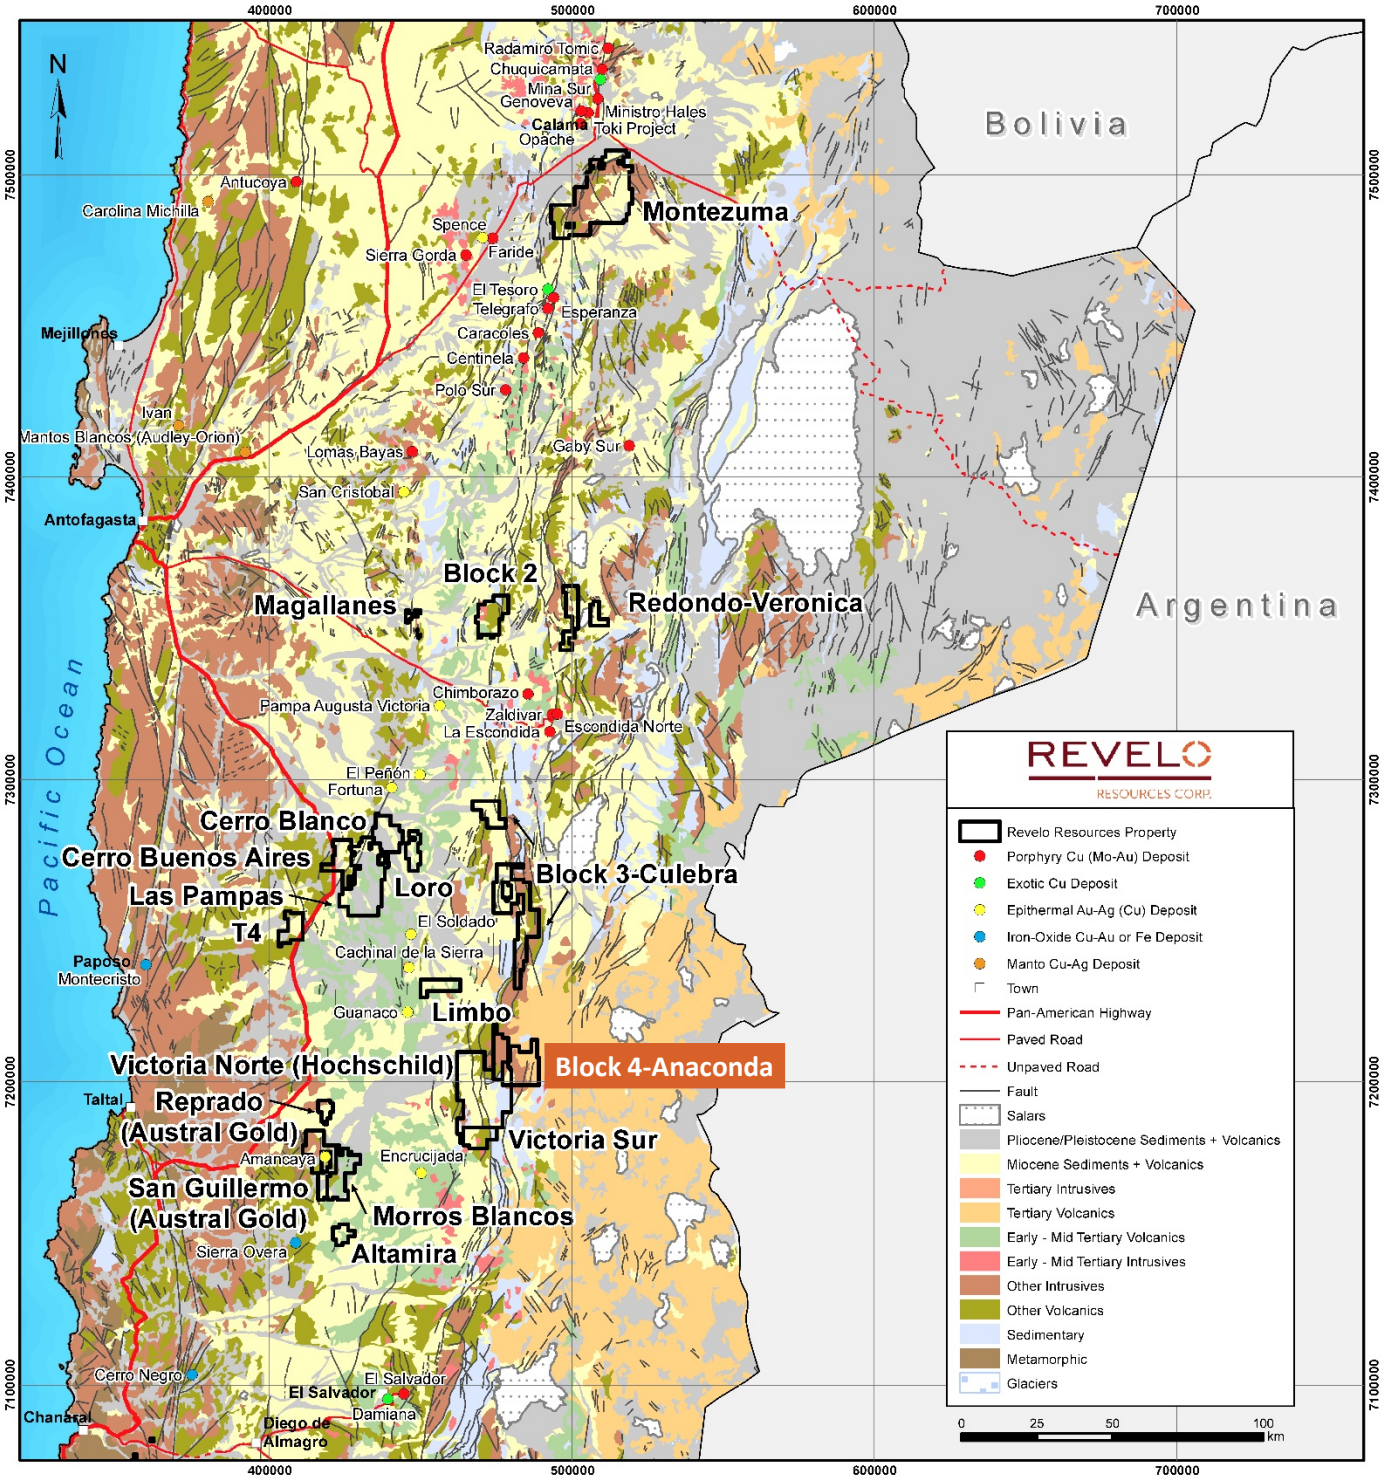 400000
500000
600000
700000
N
Radamiro Tomic
Chuquicamata
Mina Sur
Genoveva
Ministro Hales
Calama
Toki Project
Opache
Bolivia
7500000
7500000
Antucoya
Carolina Michilla
Montezuma
Spence
Faride
Sierra Gorda
El Tesoro
Telegrafo
Esperanza
Mejillones
Caracoles
Centinela
Polo Sur
Ivan
Mantos Blancos (Audley-Orion)
Lomas Bayas
Gaby Sur
7400000
7400000
San Cristobal
Antofagasta
Block 2
Magallanes
Redondo-Veronica
Argentina
Pacific Ocean
Chimborazo
Pampa Augusta Victoria
Zaldivar
Escondida Norte
La Escondida
7300000
7300000
El Peñón
Fortuna
Cerro Blanco
Cerro Buenos Aires
Loro
Block 3-Culebra
Las Pampas
T4
El Soldado
Cachinal de la Sierra
Paposo
Montecristo
Guanaco
Limbo
Victoria Norte (Hochschild)
Block 4-Anaconda
7200000
7200000
Taltal
Reprado
(Austral Gold)
Victoria Sur
Amancaya
Encrucijada
San Guillermo
(Austral Gold)
Morros Blancos
Sierra Overa
Altamira
Cerro Negro
El Salvador
El Salvador
Damiana
7100000
7100000
Chanaral
Diego de
Almagro
REVELO
RESOURCES CORP.
Revelo Resources Property
Porphyry Cu (Mo-Au) Deposit
Exotic Cu Deposit
Epithermal Au-Ag (Cu) Deposit
Iron-Oxide Cu-Au or Fe Deposit
Manto Cu-Ag Deposit
Town
Pan-American Highway
Paved Road
Unpaved Road
Fault
Salars
Pliocene/Pleistocene Sediments + Volcanics
Miocene Sediments + Volcanics
Tertiary Intrusives
Tertiary Volcanics
Early - Mid Tertiary Volcanics
Early - Mid Tertiary Intrusives
Other Intrusives
Other Volcanics
Sedimentary
Metamorphic
Glaciers
0 25 50 100
km
400000
500000
600000
700000